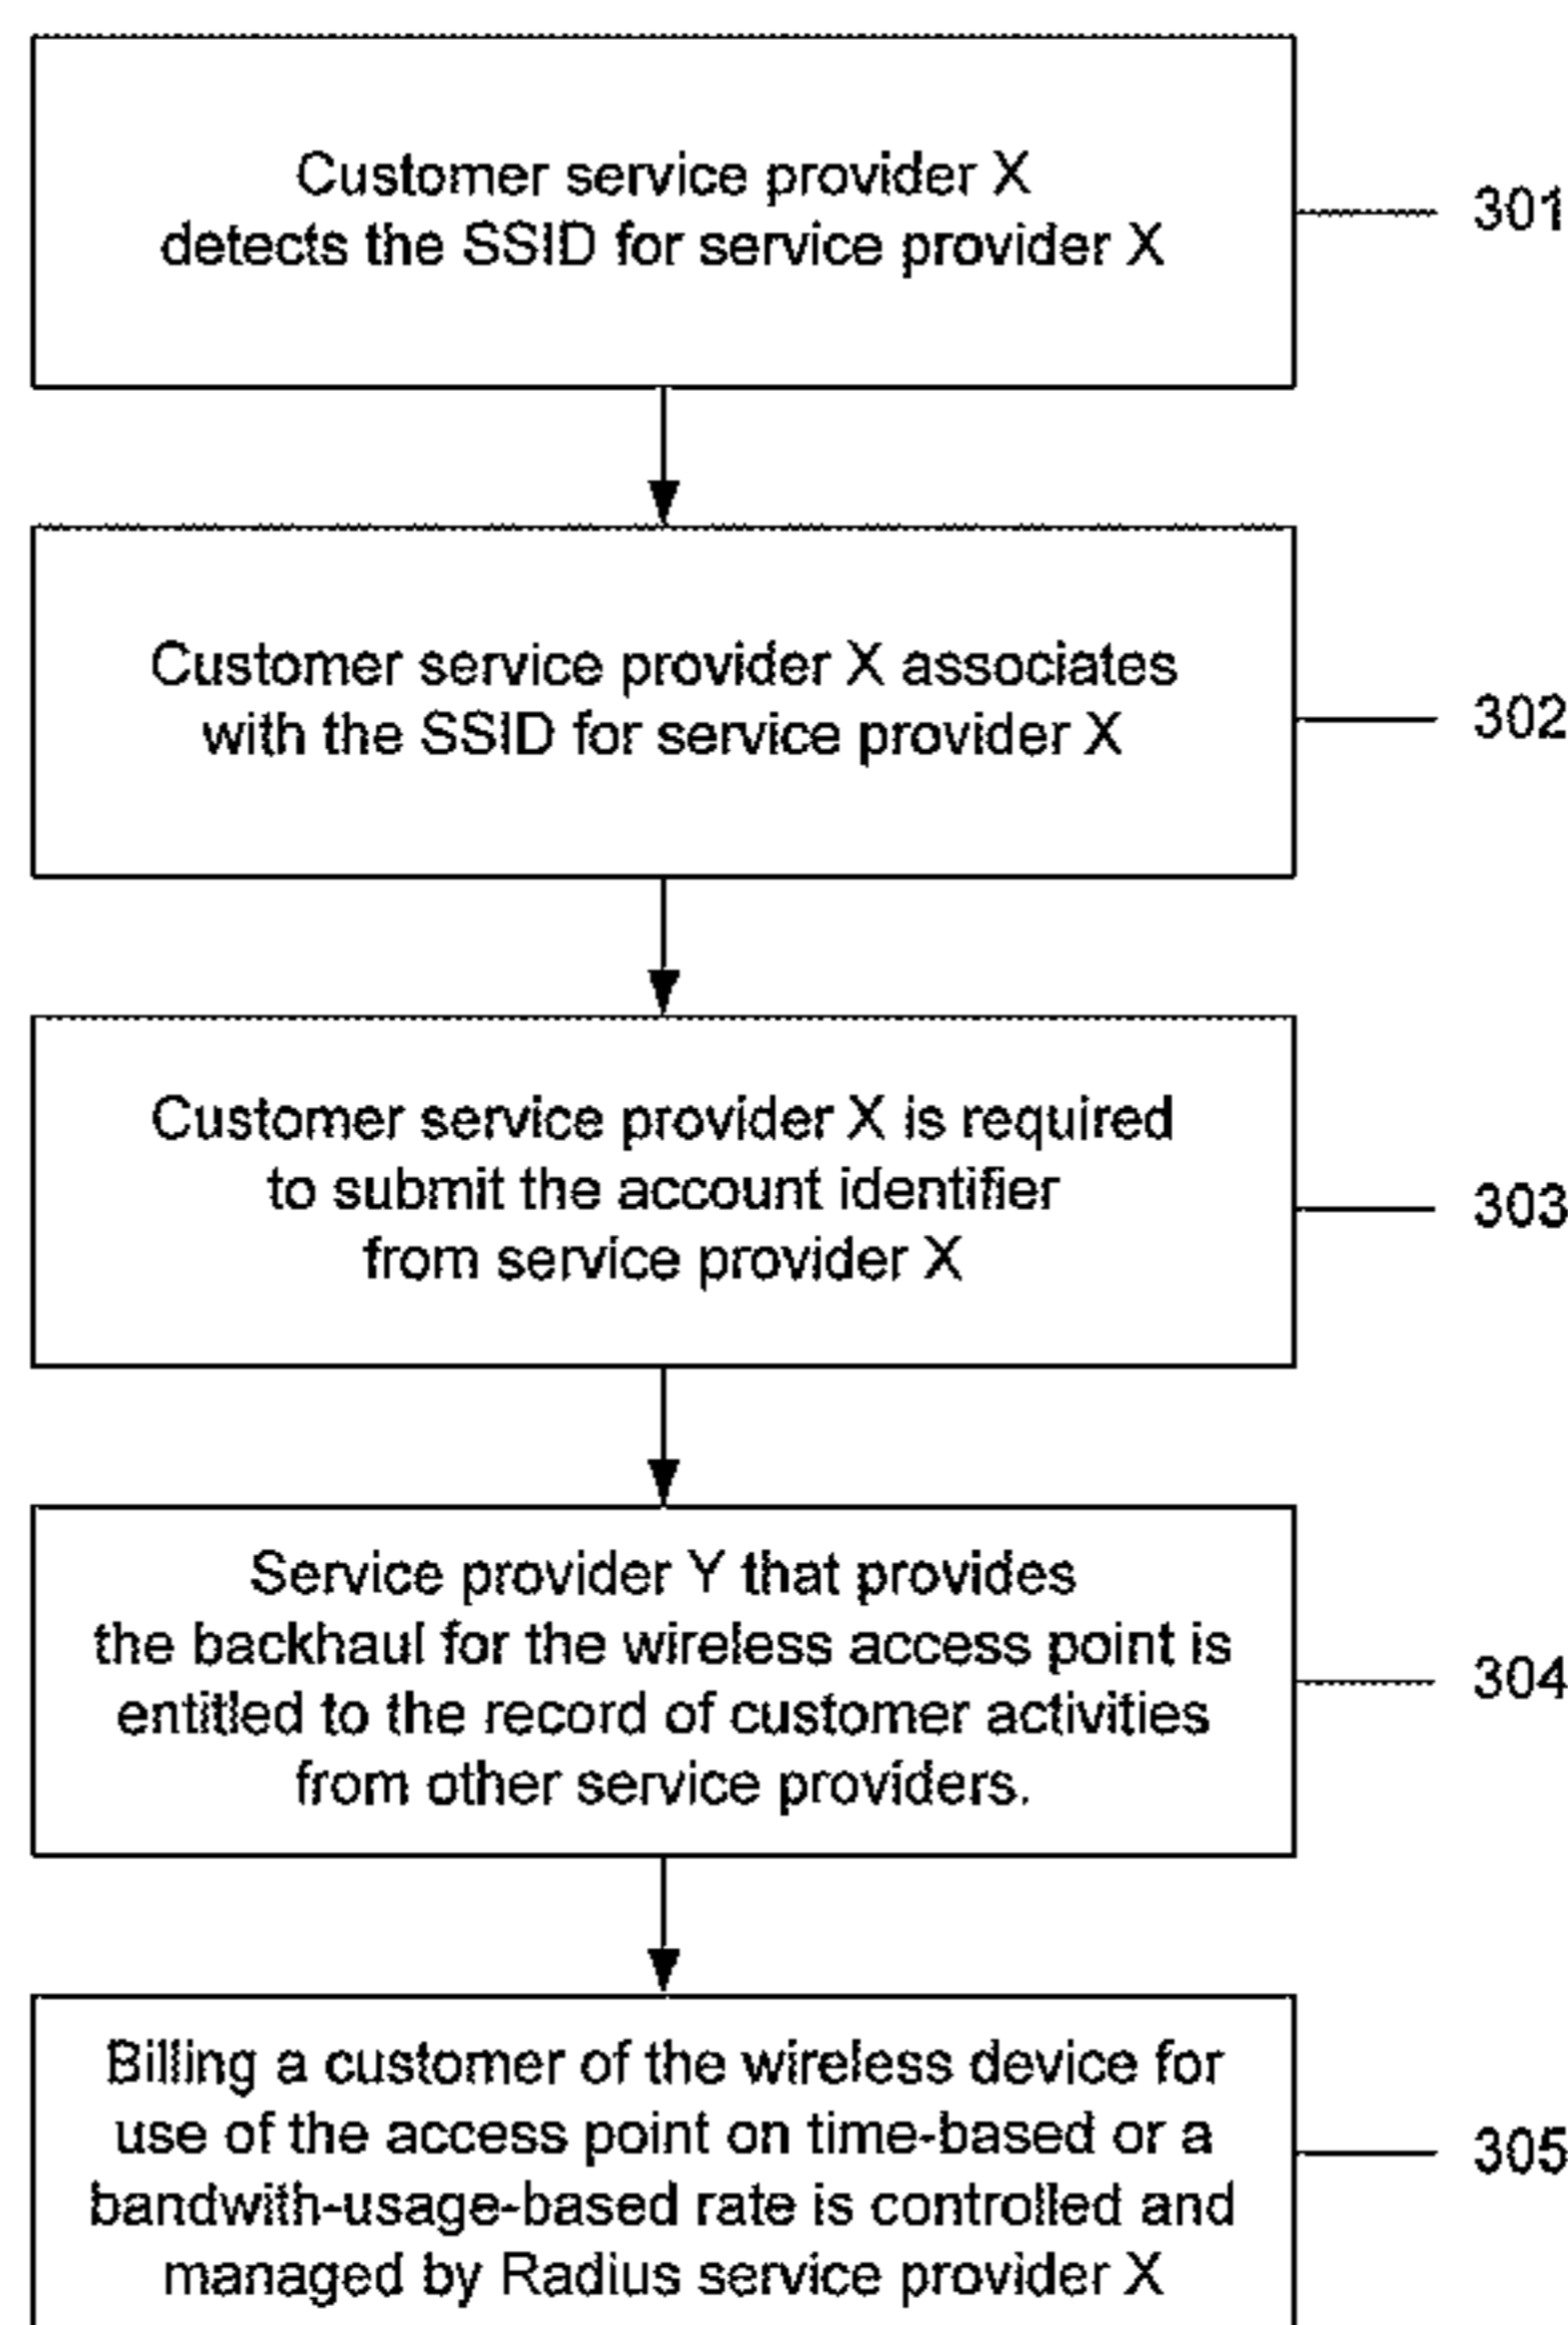 Customer service provider X
detects the SSID for service provider X
301
Customer service provider X associates
with the SSID for service provider X
302
Customer service provider X is required
to submit the account identifier
from service provider X
303
Service provider Y that provides
the backhaul for the wireless access point is
entitled to the record of customer activities
from other service providers.
304
Billing a customer of the wireless device for
use of the access point on time-based or a
bandwith-usage-based rate is controlled and
managed by Radius service provider X
305